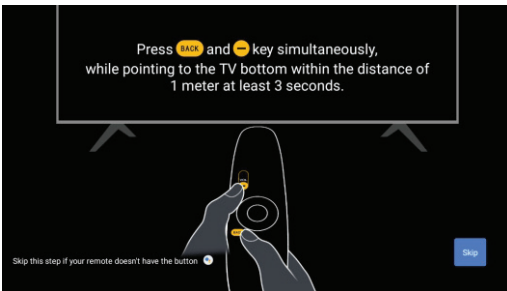 Press BACK and − key simultaneously,
while pointing to the TV bottom within the distance of
1 meter at least 3 seconds.
Skip this step if your remote doesn't have the button
Skip